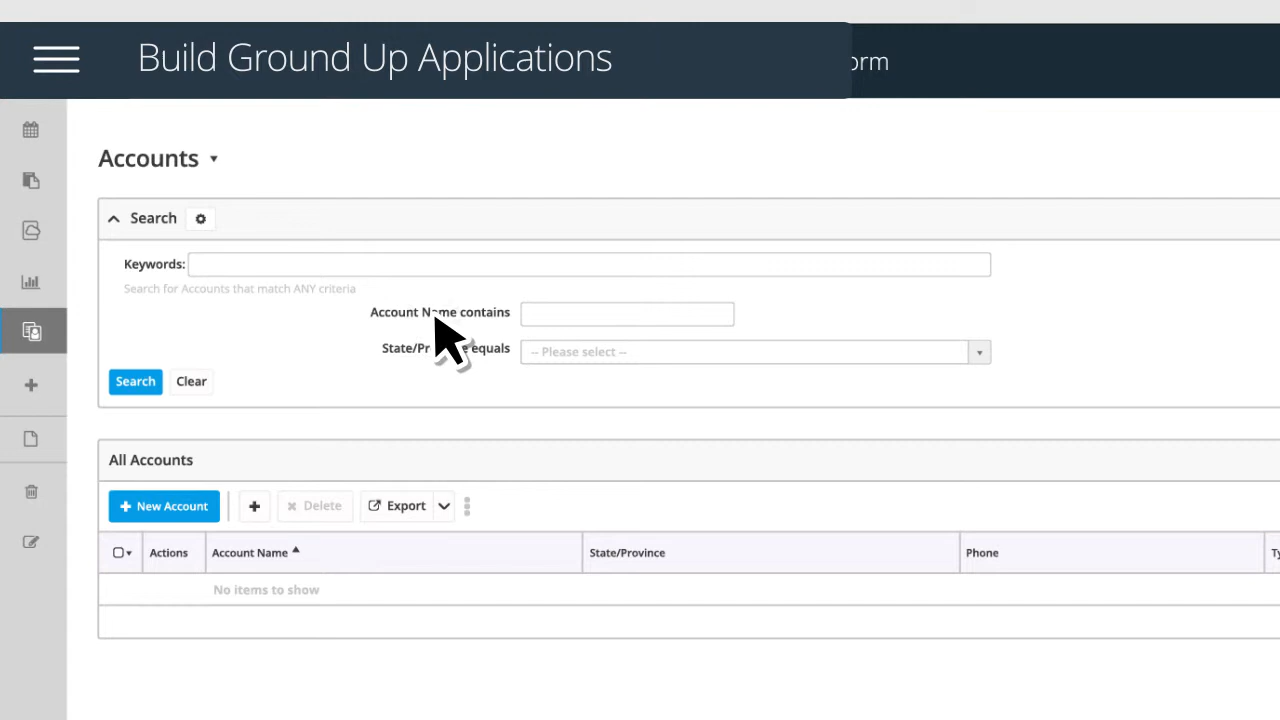 Build Ground Up Applications
orm
Accounts
Search
Keywords:
Search for Accounts that match ANY criteria
Account Name contains
equals
-- Please select --
Search Clear
All Accounts
New Account Delete Export
Actions Account Name State/Province Phone
No items to show